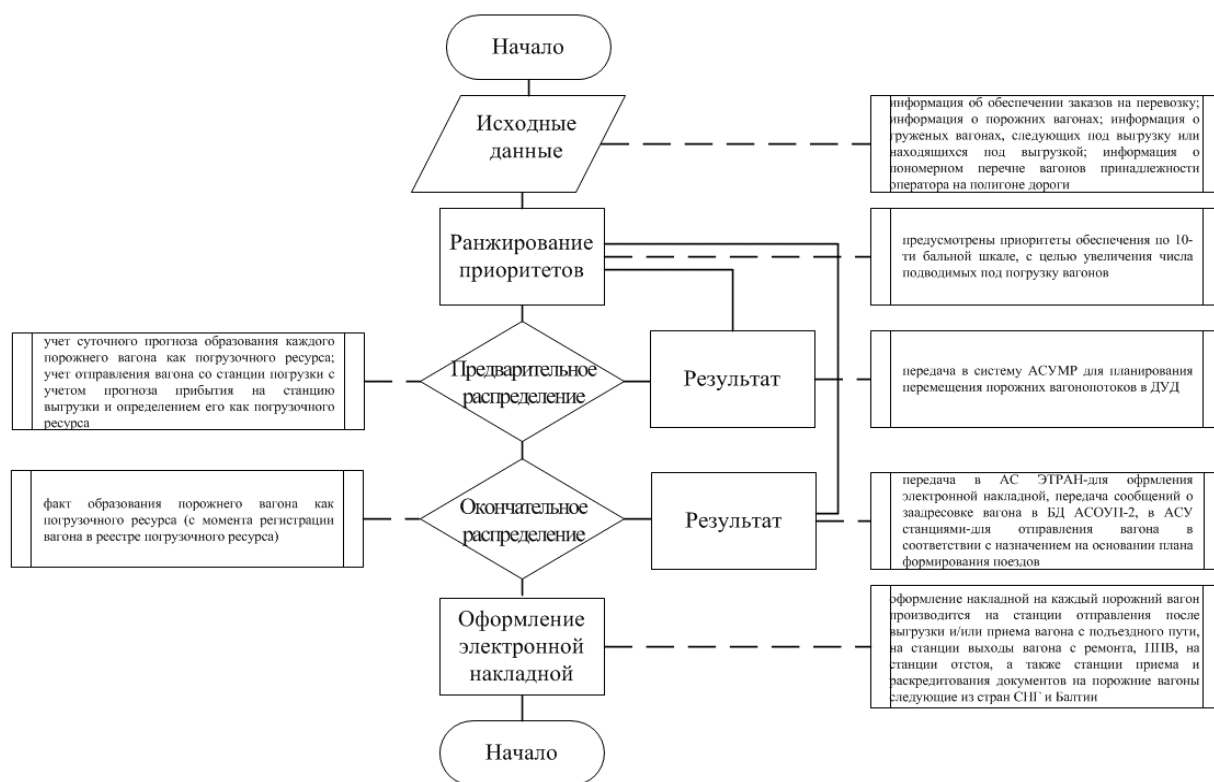 Начало
Исходные
данные
информация об обеспечении заказов на перевозку;
информация о порожних вагонах; информация о
груженых вагонах, следующих под выгрузку или
находящихся под выгрузкой; информация о
пономерном перечне вагонов принадлежности
оператора на полигоне дороги
Ранжирование
приоритетов
предусмотрены приоритеты обеспечения по 10-
ти бальной шкале, с целью увеличения числа
подводимых под погрузку вагонов
учет суточного прогноза образования каждого
порожнего вагона как погрузочного ресурса;
учет отправления вагона со станции погрузки с
учетом прогноза прибытия на станцию
выгрузки и определением его как погрузочного
ресурса
Предварительное
распределение
Результат
передача в систему АСУМР для планирования
перемещения порожних вагонопотоков в ДУД
факт образования порожнего вагона как
погрузочного ресурса (с момента регистрации
вагона в реестре погрузочного ресурса)
Окончательное
распределение
Результат
передача в АС ЭТРАН-для офрмления
электронной накладной, передача сообщений о
заадресовке вагона в БД АСОУП-2, в АСУ
станциями-для отправления вагона в
соответствии с назначением на основании плана
формирования поездов
Оформление
электронной
накладной
оформление накладной на каждый порожний вагон
производится на станции отправления после
выгрузки и/или приема вагона с подъездного пути,
на станции выходы вагона с ремонта, ППВ, на
станции отстоя, а также станции приема и
раскредитования документов на порожние вагоны
следующие из стран СНГ и Балтии
Начало